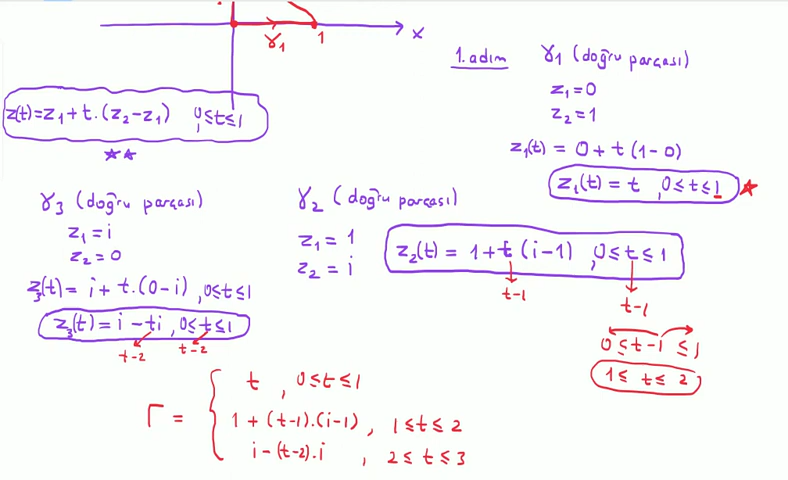 γ1
1
x
z(t)=z1+t.(z2-z1) , 0≤t≤1
★★
1.adım γ1 (doğru parçası)
z1=0
z2=1
z1(t) = 0+t(1-0)
z1(t) = t , 0≤t≤1 ★
γ3 (doğru parçası)
z1=i
z2=0
z3(t)= i+t.(0-i) , 0≤t≤1
z3(t)= i-ti , 0≤t≤1
t-2 t-2
γ2 (doğru parçası)
z1=1
z2=i
z2(t) = 1+t(i-1) , 0≤t≤1
t-1 t-1
0≤t-1≤1
1≤ t≤ 2
Γ = { t , 0≤t≤1
1+(t-1).(i-1) , 1≤t≤2
i-(t-2).i , 2≤t≤3